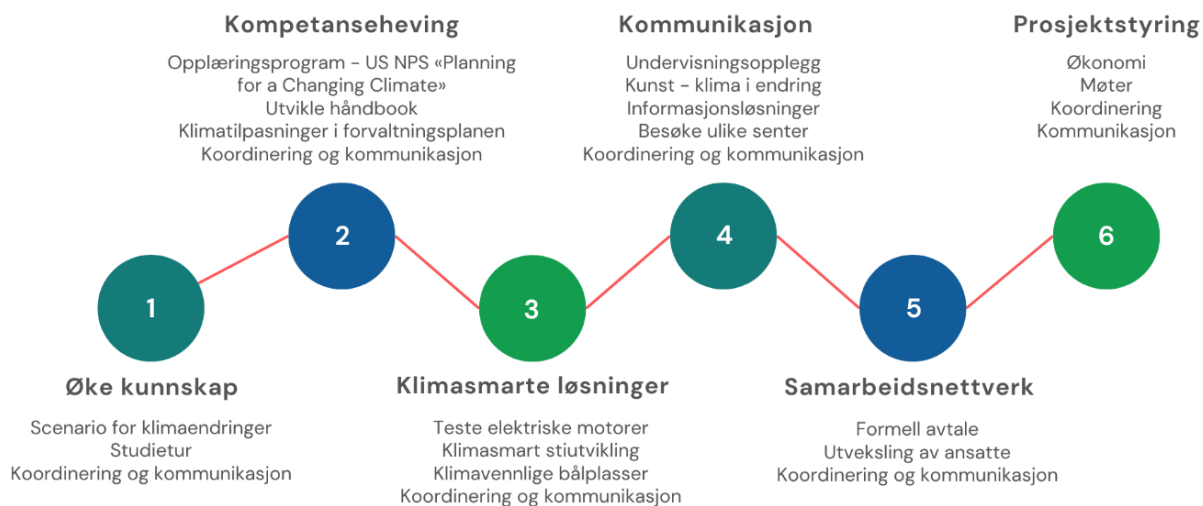 1
Øke kunnskap
Scenario for klimaendringer
Studietur
Koordinering og kommunikasjon
Kompetanseheving
Opplæringsprogram - US NPS «Planning
for a Changing Climate»
Utvikle håndbook
Klimatilpasninger i forvaltningsplanen
Koordinering og kommunikasjon
2
3
Klimasmarte løsninger
Teste elektriske motorer
Klimasmart stiutvikling
Klimavennlige bålplasser
Koordinering og kommunikasjon
Kommunikasjon
Undervisningsopplegg
Kunst - klima i endring
Informasjonsløsninger
Besøke ulike senter
Koordinering og kommunikasjon
4
5
Samarbeidsnettverk
Formell avtale
Utveksling av ansatte
Koordinering og kommunikasjon
Prosjektstyring
Økonomi
Møter
Koordinering
Kommunikasjon
6